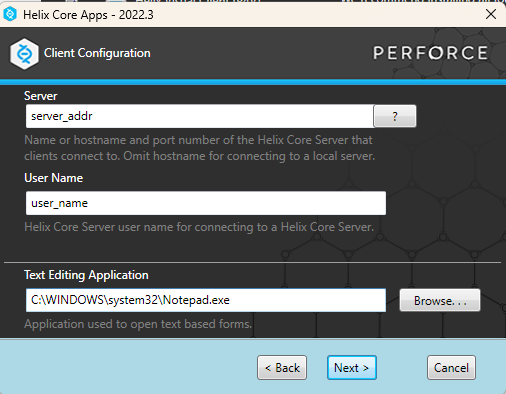 Helix Core Apps - 2022.3
Client Configuration
PERFORCE
Server
server_addr
?
Name or hostname and port number of the Helix Core Server that
clients connect to. Omit hostname for connecting to a local server.
User Name
user_name
Helix Core Server user name for connecting to a Helix Core Server.
Text Editing Application
C:\WINDOWS\system32\Notepad.exe
Browse. . .
Application used to open text based forms.
< Back
Next >
Cancel